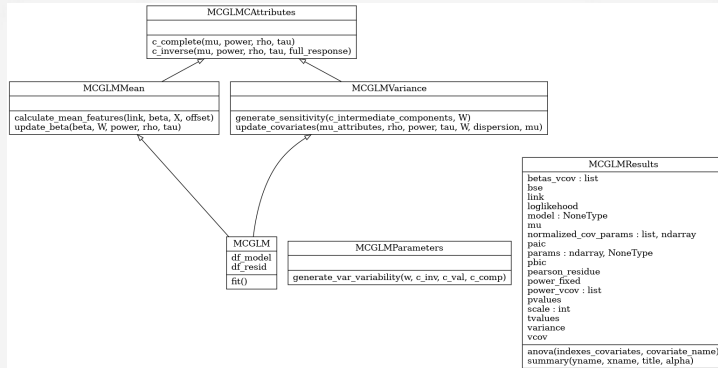 MCGLMCAttributes
c_complete(mu, power, rho, tau)
c_inverse(mu, power, rho, tau, full_response)
MCGLMMean
calculate_mean_features(link, beta, X, offset)
update_beta(beta, W, power, rho, tau)
MCGLMVariance
generate_sensitivity(c_intermediate_components, W)
update_covariates(mu_attributes, rho, power, tau, W, dispersion, mu)
MCGLM
df_model
df_resid
fit()
MCGLMParameters
generate_var_variability(w, c_inv, c_val, c_comp)
MCGLMResults
betas_vcov : list
bse
link
loglikehood
model : NoneType
mu
normalized_cov_params : list, ndarray
paic
params : ndarray, NoneType
pbic
pearson_residue
power_fixed
power_vcov : list
pvalues
scale : int
tvalues
variance
vcov
anova(indexes_covariates, covariate_name)
summary(yname, xname, title, alpha)